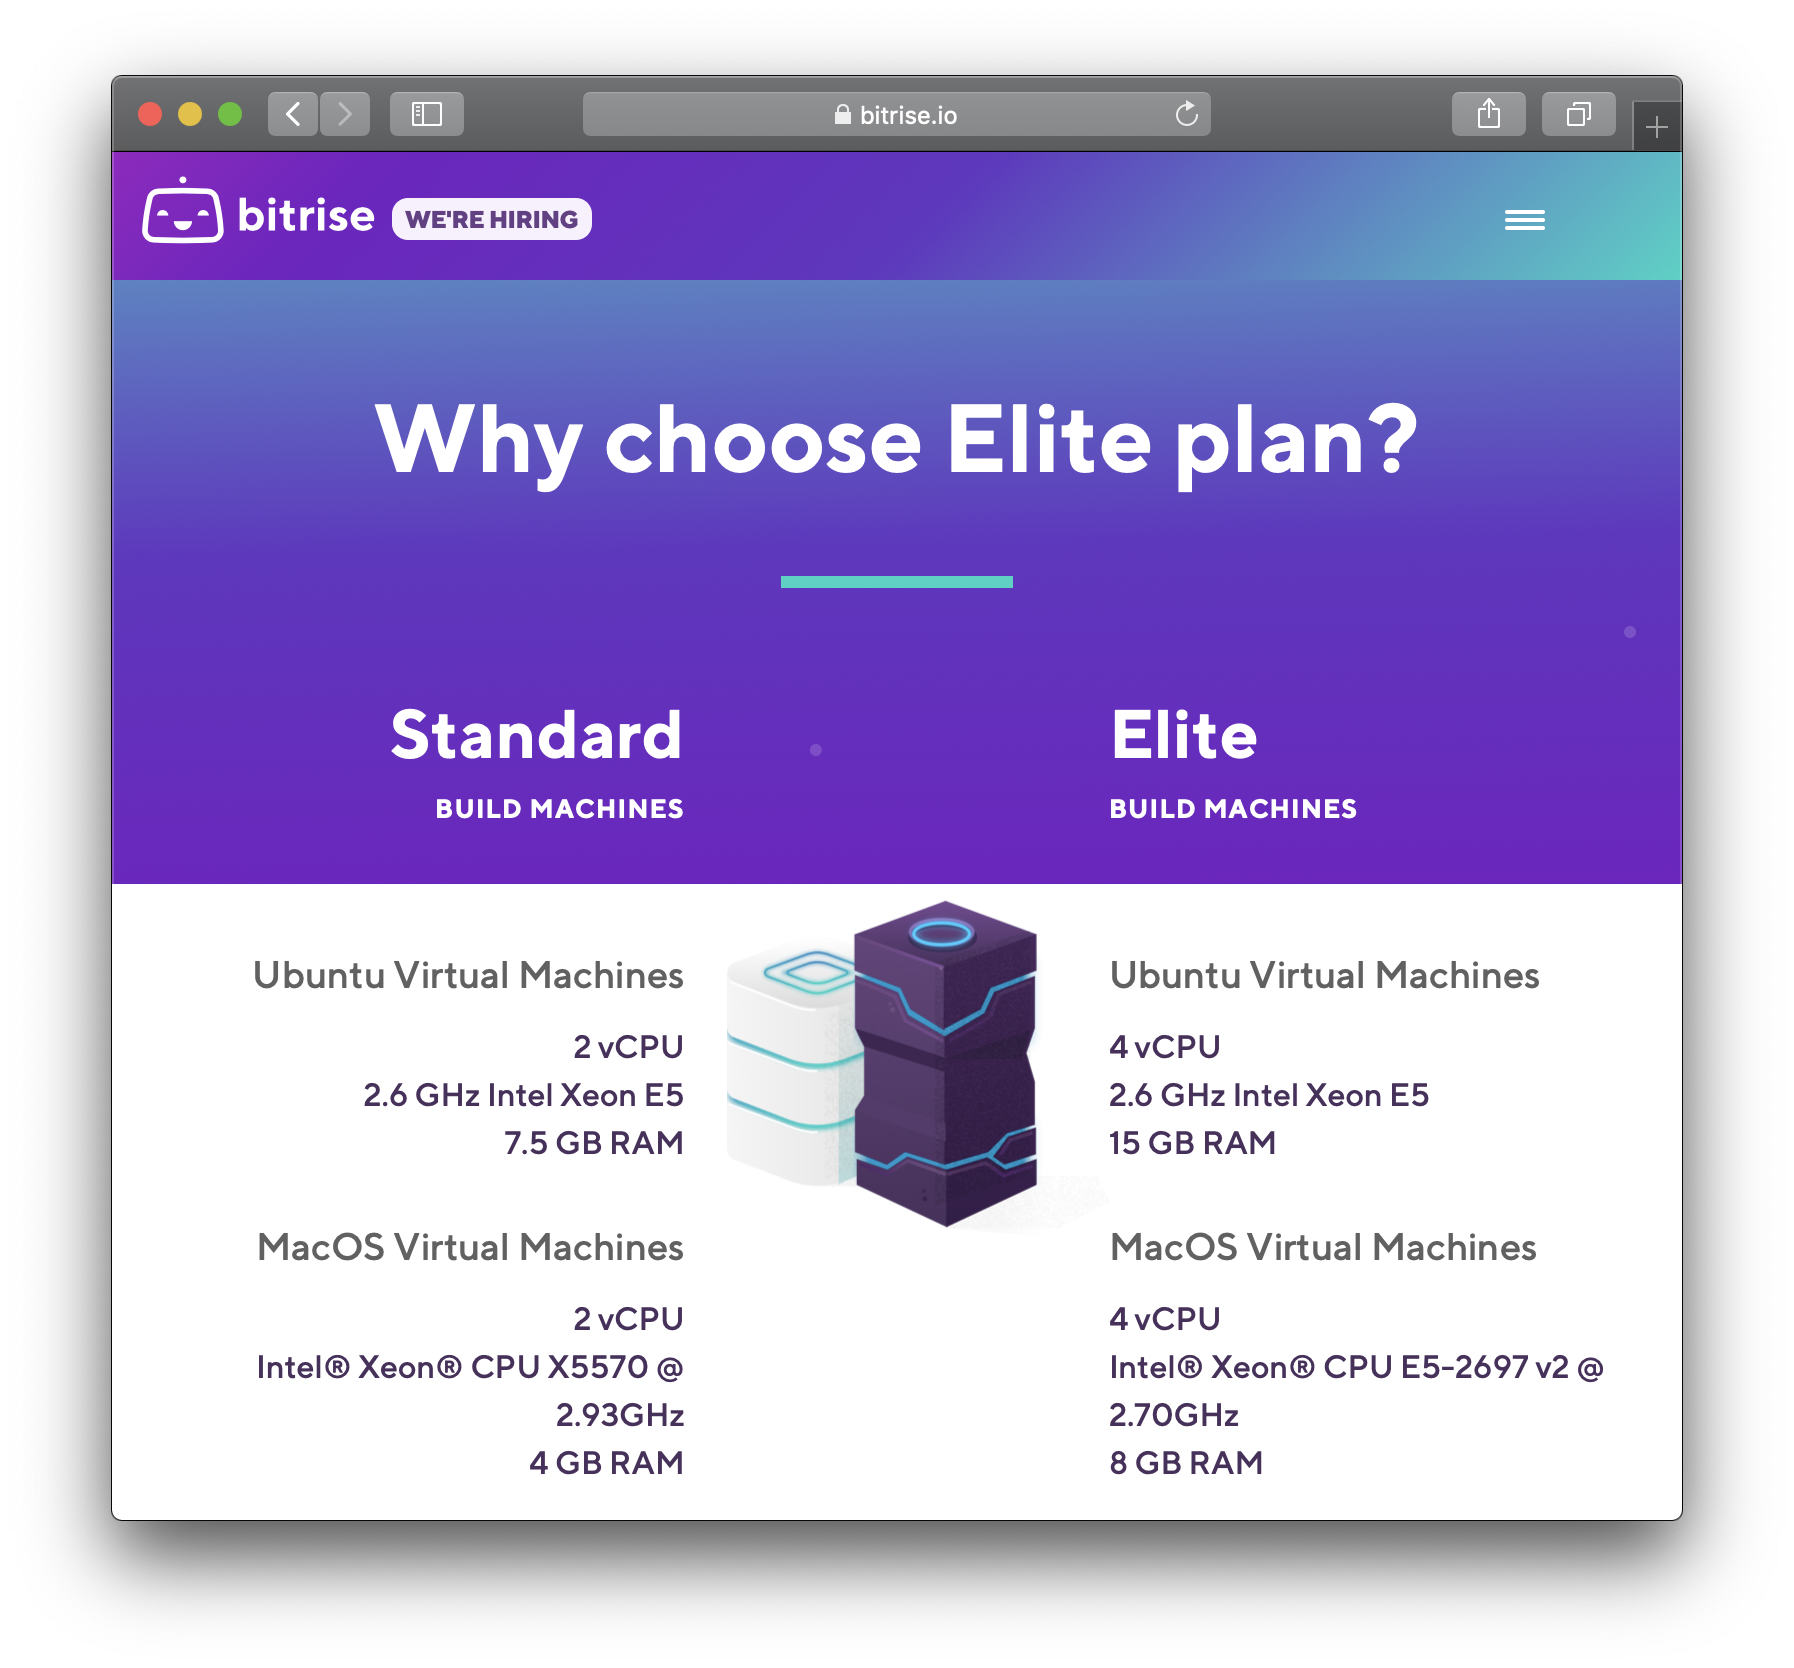 bitrise.io
bitrise WE'RE HIRING
Why choose Elite plan?
Standard
BUILD MACHINES
Ubuntu Virtual Machines
2 vCPU
2.6 GHz Intel Xeon E5
7.5 GB RAM
MacOS Virtual Machines
2 vCPU
Intel® Xeon® CPU X5570 @
2.93GHz
4 GB RAM
Elite
BUILD MACHINES
Ubuntu Virtual Machines
4 vCPU
2.6 GHz Intel Xeon E5
15 GB RAM
MacOS Virtual Machines
4 vCPU
Intel® Xeon® CPU E5-2697 v2 @
2.70GHz
8 GB RAM